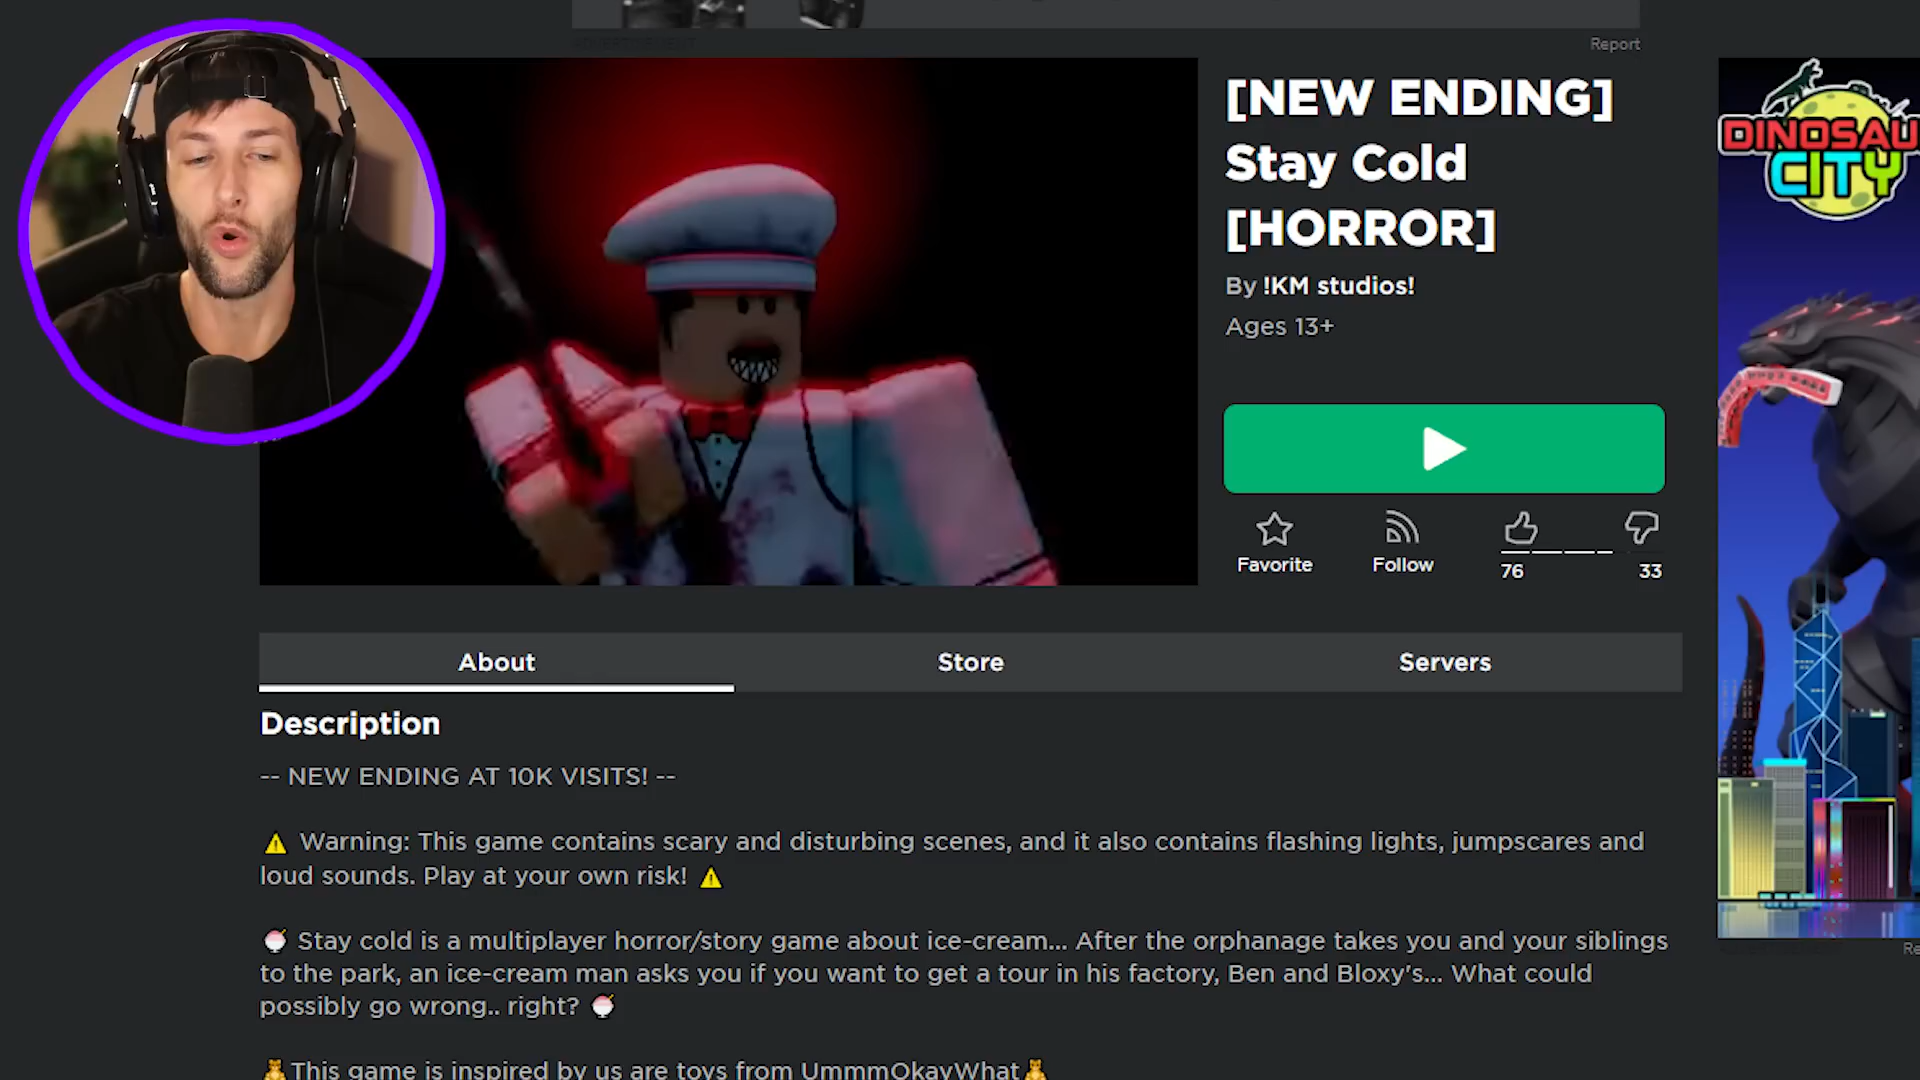 Report
[NEW ENDING]
Stay Cold
[HORROR]
By !KM studios!
Ages 13+
Favorite
Follow
76
33
DINOSAU
CITY
About
Store
Servers
Description
-- NEW ENDING AT 10K VISITS! --
⚠ Warning: This game contains scary and disturbing scenes, and it also contains flashing lights, jumpscares and
loud sounds. Play at your own risk! ⚠
🍧 Stay cold is a multiplayer horror/story game about ice-cream... After the orphanage takes you and your siblings
to the park, an ice-cream man asks you if you want to get a tour in his factory, Ben and Bloxy's... What could
possibly go wrong.. right? 🍧
🧸This game is inspired by us are toys from UmmmOkayWhat🧸
Re